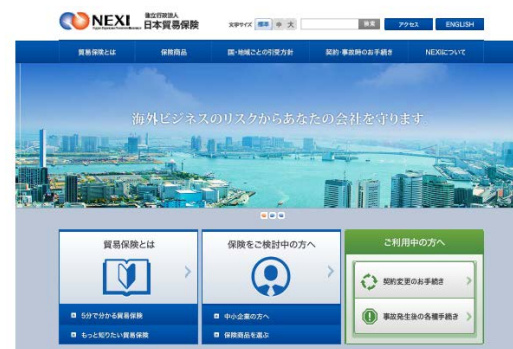 NEXI 独立行政法人 日本貿易保険
文字サイズ 標準 中 大 検索 アクセス ENGLISH
貿易保険とは 保険商品 国・地域ごとの引受方針 契約・事故時のお手続き NEXIについて
海外ビジネスのリスクからあなたの会社を守ります
貿易保険とは
5分で分かる貿易保険
もっと知りたい貿易保険
保険をご検討中の方へ
中小企業の方へ
保険商品を選ぶ
ご利用中の方へ
契約変更のお手続き
事故発生後の各種手続き